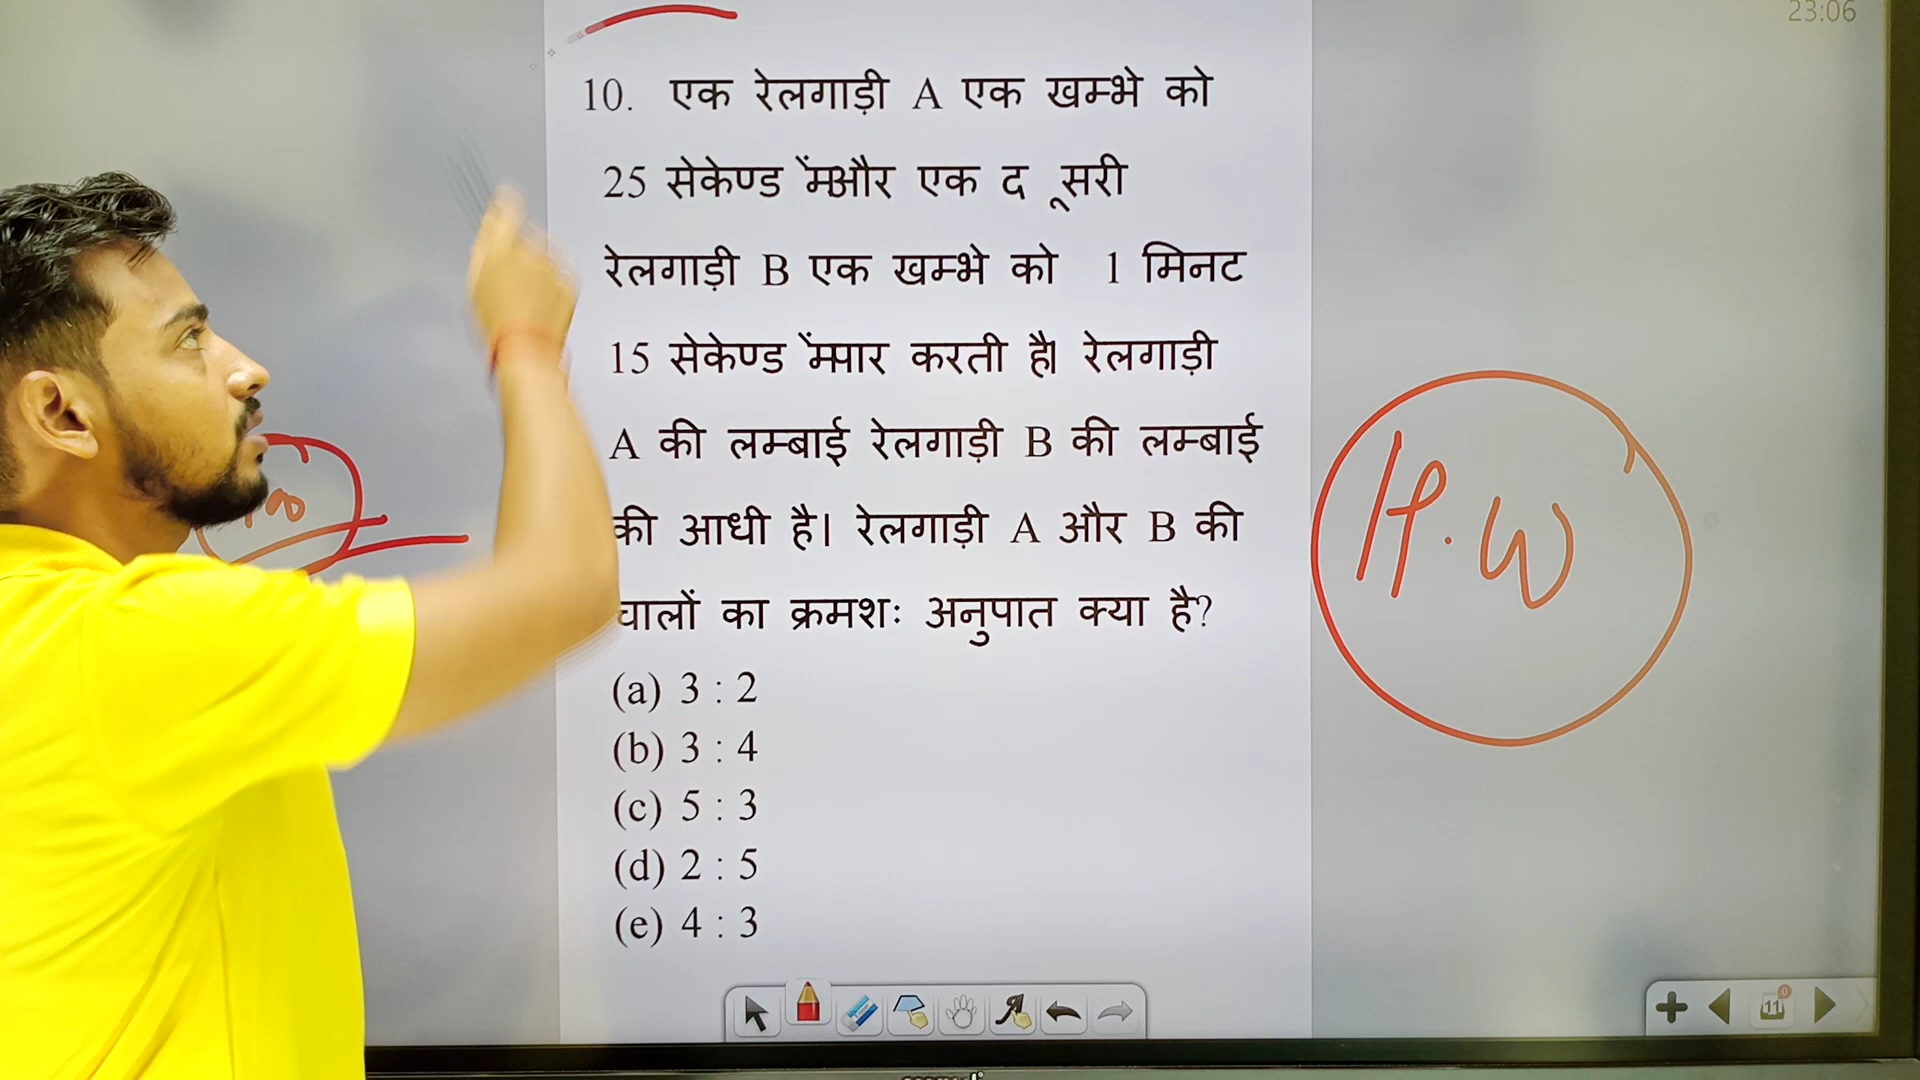 23:06
10. एक रेलगाड़ी A एक खम्भे को
25 सेकेण्ड में और एक दूसरी
रेलगाड़ी B एक खम्भे को 1 मिनट
15 सेकेण्ड में पार करती है। रेलगाड़ी
A की लम्बाई रेलगाड़ी B की लम्बाई
की आधी है। रेलगाड़ी A और B की
चालों का क्रमशः अनुपात क्या है?
(a) 3 : 2
(b) 3 : 4
(c) 5 : 3
(d) 2 : 5
(e) 4 : 3
H.W
11